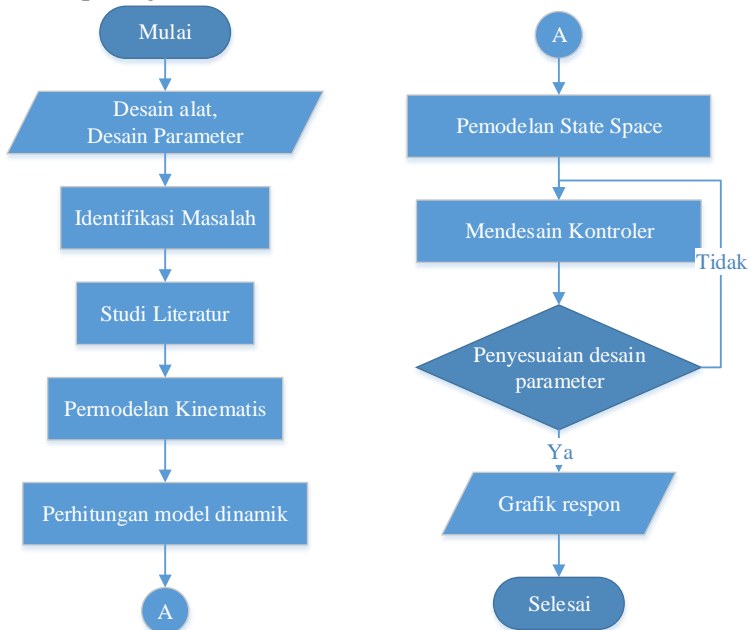 Mulai
Desain alat,
Desain Parameter
Identifikasi Masalah
Studi Literatur
Permodelan Kinematis
Perhitungan model dinamik
A
A
Pemodelan State Space
Mendesain Kontroler
Tidak
Penyesuaian desain
parameter
Ya
Grafik respon
Selesai